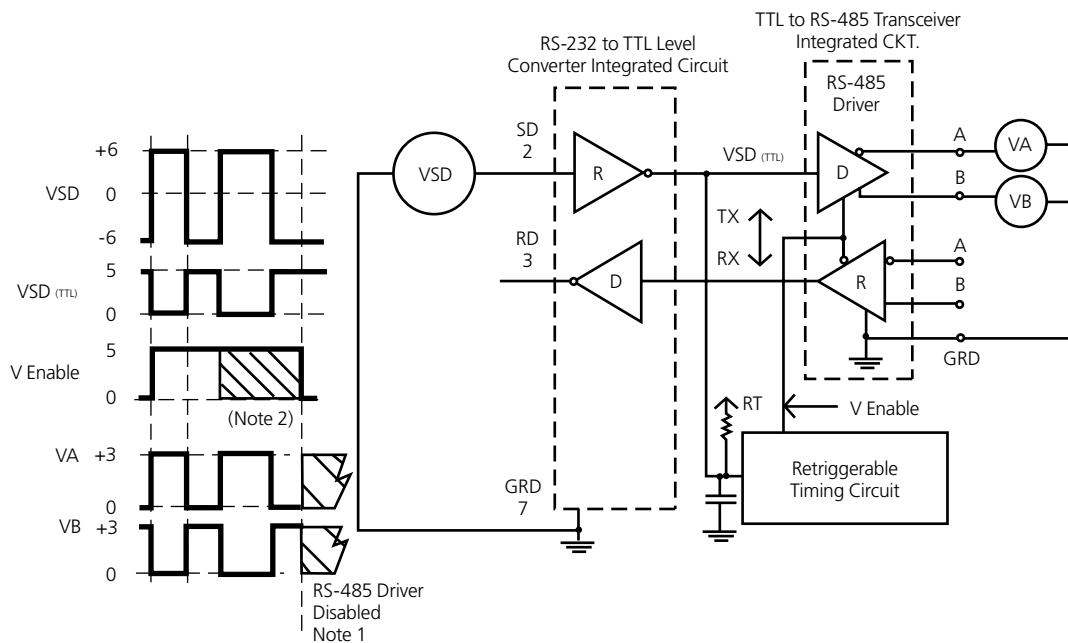 TTL to RS-485 Transceiver
Integrated CKT.
RS-232 to TTL Level
Converter Integrated Circuit
RS-485
Driver
+6
VSD
0
-6
5
VSD (TTL)
0
5
V Enable
0
(Note 2)
VA
+3
0
VB
+3
0
RS-485 Driver
Disabled
Note 1
VSD
SD
2
R
RD
3
D
GRD
7
VSD (TTL)
TX
RX
D
R
A
B
VA
VB
A
B
GRD
RT
V Enable
Retriggerable
Timing Circuit